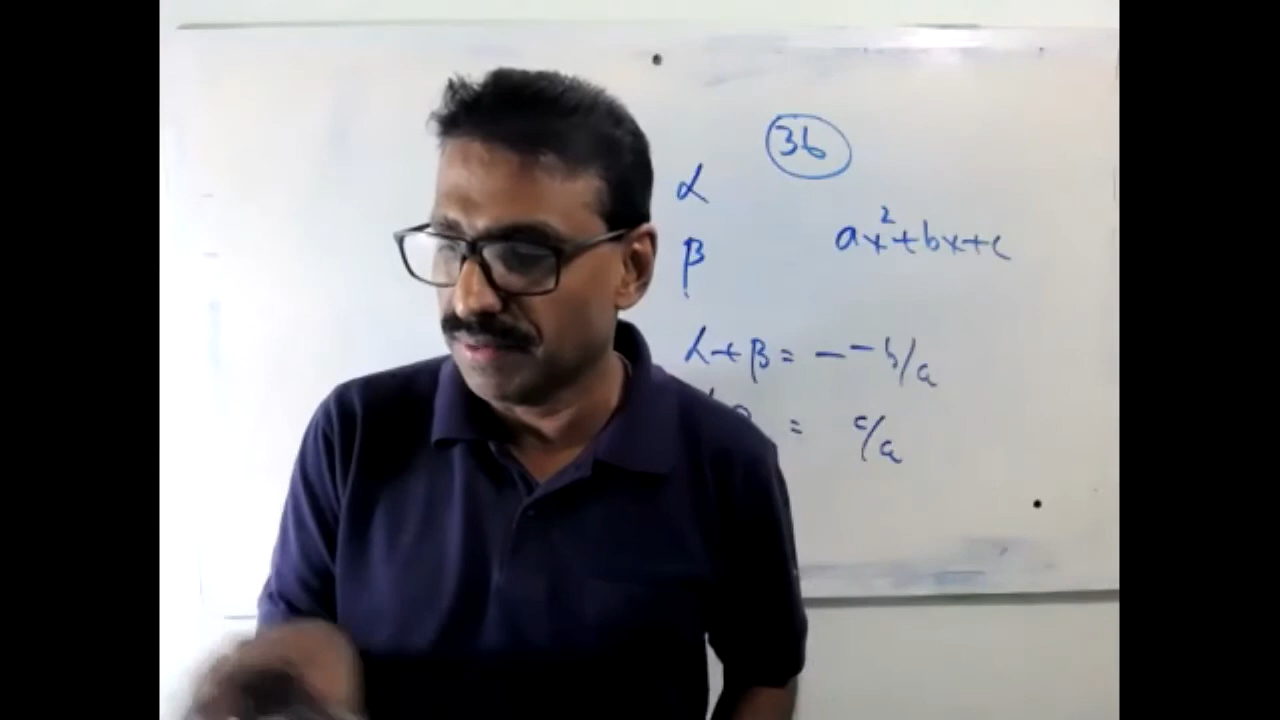 36
α
ax²+bx+c
β
α+β = – –b/a
= c/a